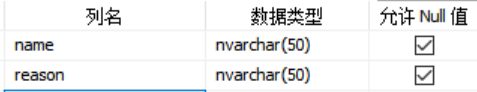 列名 数据类型 允许 Null 值
name nvarchar(50)
reason nvarchar(50)